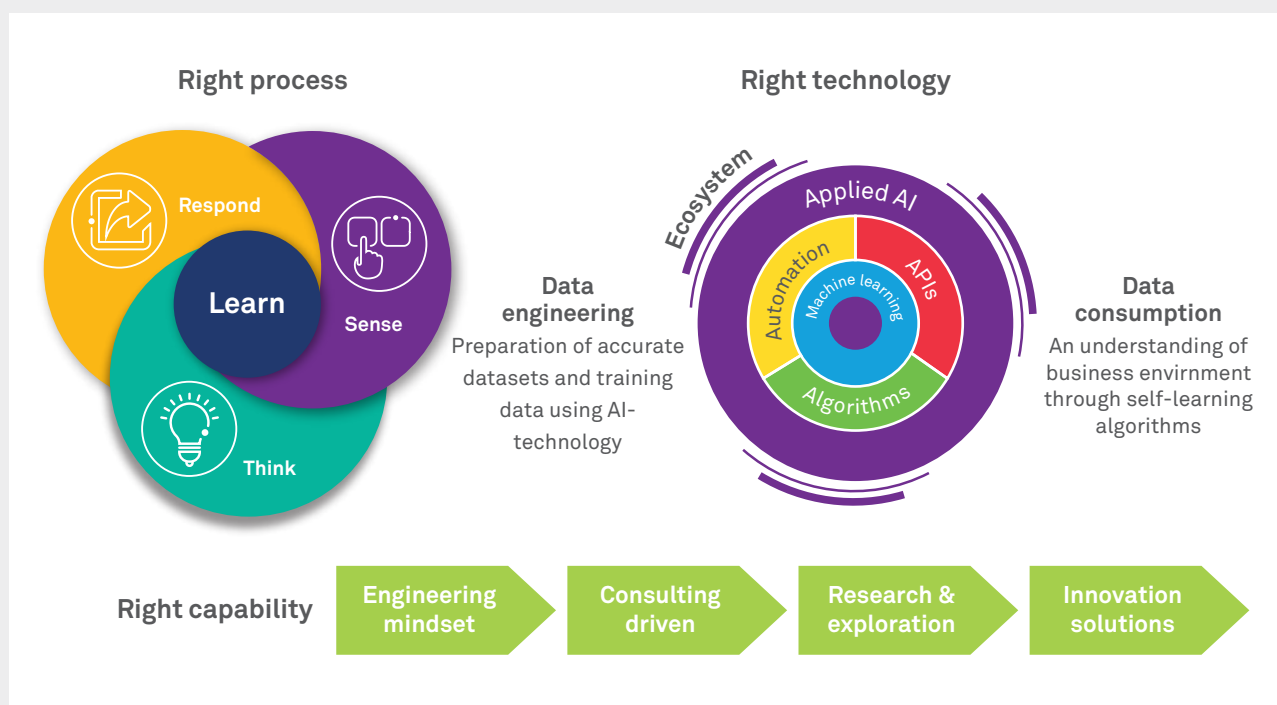 Right process
Respond
Sense
Learn
Think
Right technology
Ecosystem
Applied AI
Automation
APIs
Machine learning
Algorithms
Data
engineering
Preparation of accurate
datasets and training
data using AI-
technology
Data
consumption
An understanding of
business envirnment
through self-learning
algorithms
Right capability
Engineering
mindset
Consulting
driven
Research &
exploration
Innovation
solutions